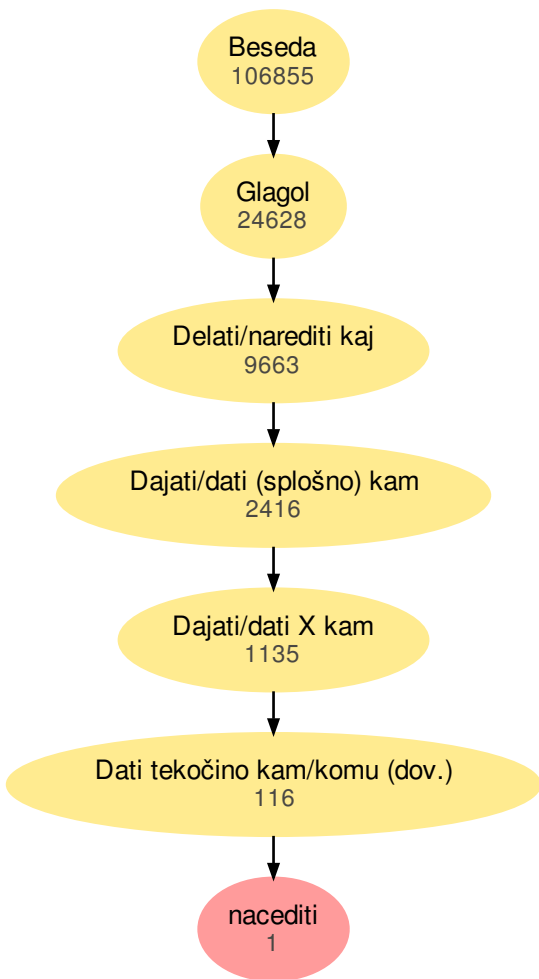 Beseda
106855
Glagol
24628
Delati/narediti kaj
9663
Dajati/dati (splošno) kam
2416
Dajati/dati X kam
1135
Dati tekočino kam/komu (dov.)
116
nacediti
1